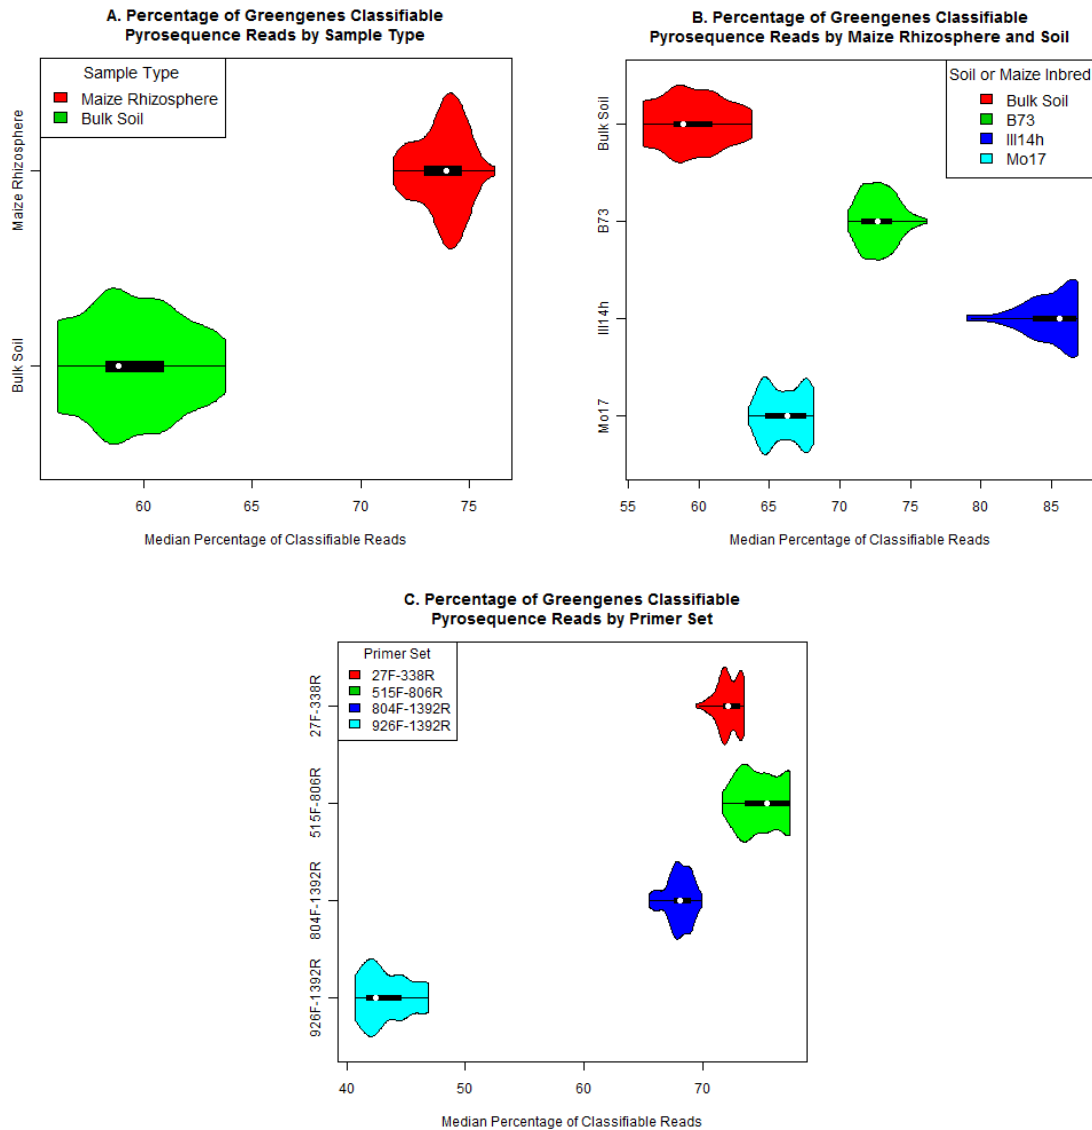 A. Percentage of Greengenes Classifiable
Pyrosequence Reads by Sample Type
Sample Type
Maize Rhizosphere
Bulk Soil
Maize Rhizosphere
Bulk Soil
60
65
70
75
Median Percentage of Classifiable Reads
B. Percentage of Greengenes Classifiable
Pyrosequence Reads by Maize Rhizosphere and Soil
Soil or Maize Inbred
Bulk Soil
B73
Ill14h
Mo17
Bulk Soil
B73
Ill14h
Mo17
55
60
65
70
75
80
85
Median Percentage of Classifiable Reads
C. Percentage of Greengenes Classifiable
Pyrosequence Reads by Primer Set
Primer Set
27F-338R
515F-806R
804F-1392R
926F-1392R
27F-338R
515F-806R
804F-1392R
926F-1392R
40
50
60
70
Median Percentage of Classifiable Reads